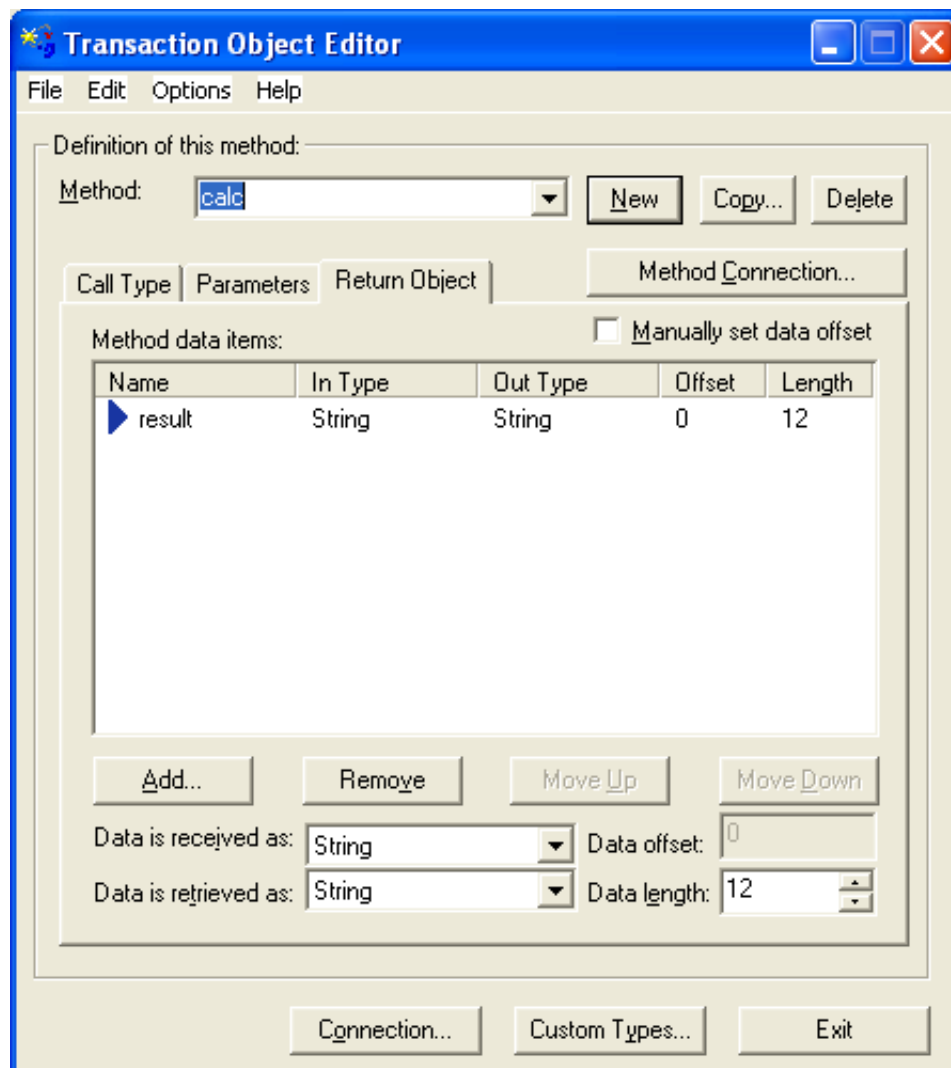 Transaction Object Editor
File Edit Options Help
Definition of this method:
Method: calc New Copy... Delete
Call Type Parameters Return Object Method Connection...
Method data items: Manually set data offset
Name In Type Out Type Offset Length
result String String 0 12
Add... Remove Move Up Move Down
Data is received as: String Data offset: 0
Data is retrieved as: String Data length: 12
Connection... Custom Types... Exit